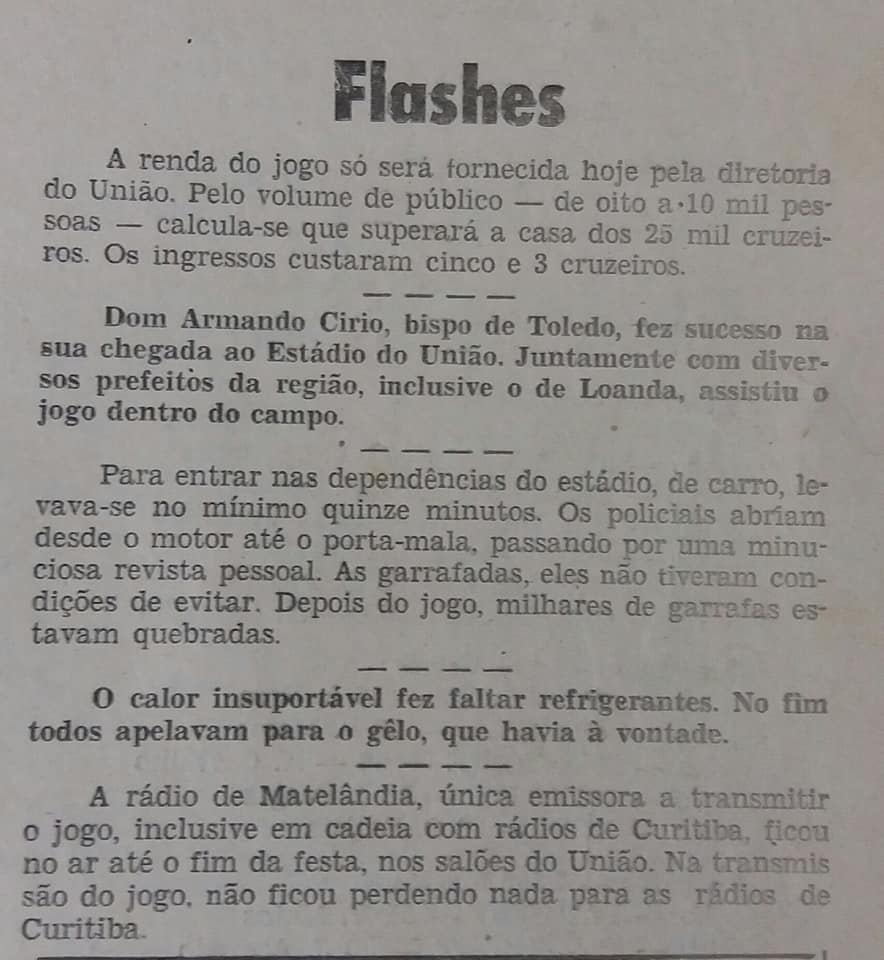 Flashes
A renda do jogo só será fornecida hoje pela diretoria
do União. Pelo volume de público — de oito a 10 mil pes-
soas — calcula-se que superará a casa dos 25 mil cruzei-
ros. Os ingressos custaram cinco e 3 cruzeiros.
— — — —
Dom Armando Cirio, bispo de Toledo, fez sucesso na
sua chegada ao Estádio do União. Juntamente com diver-
sos prefeitos da região, inclusive o de Loanda, assistiu o
jogo dentro do campo.
— — — —
Para entrar nas dependências do estádio, de carro, le-
vava-se no mínimo quinze minutos. Os policiais abriam
desde o motor até o porta-mala, passando por uma minu-
ciosa revista pessoal. As garrafadas, eles não tiveram con-
dições de evitar. Depois do jogo, milhares de garrafas es-
tavam quebradas.
— — — —
O calor insuportável fez faltar refrigerantes. No fim
todos apelavam para o gêlo, que havia à vontade.
— — — —
A rádio de Matelândia, única emissora a transmitir
o jogo, inclusive em cadeia com rádios de Curitiba, ficou
no ar até o fim da festa, nos salões do União. Na transmis
são do jogo, não ficou perdendo nada para as rádios de
Curitiba.